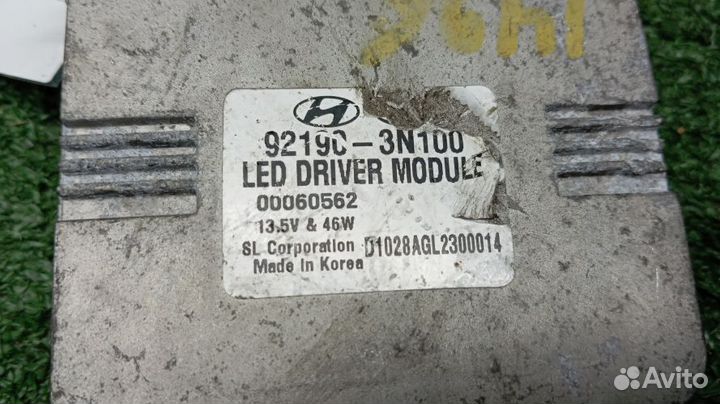 92190-3N100
LED DRIVER MODULE
00060562
13.5V & 46W
SL Corporation D1028AGL2300014
Made In Korea
Avito